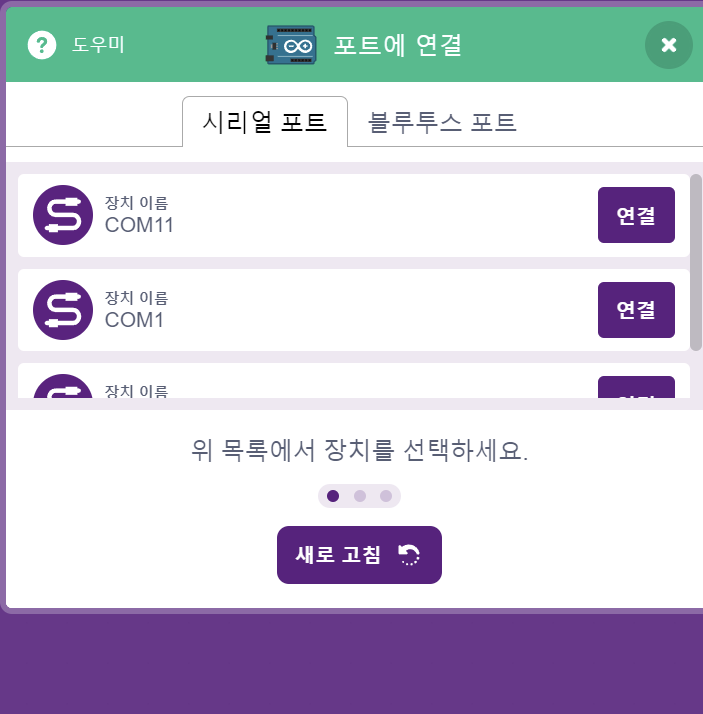 도우미
포트에 연결
시리얼 포트
블루투스 포트
장치 이름
COM11
연결
장치 이름
COM1
연결
장치 이름
위 목록에서 장치를 선택하세요.
새로 고침